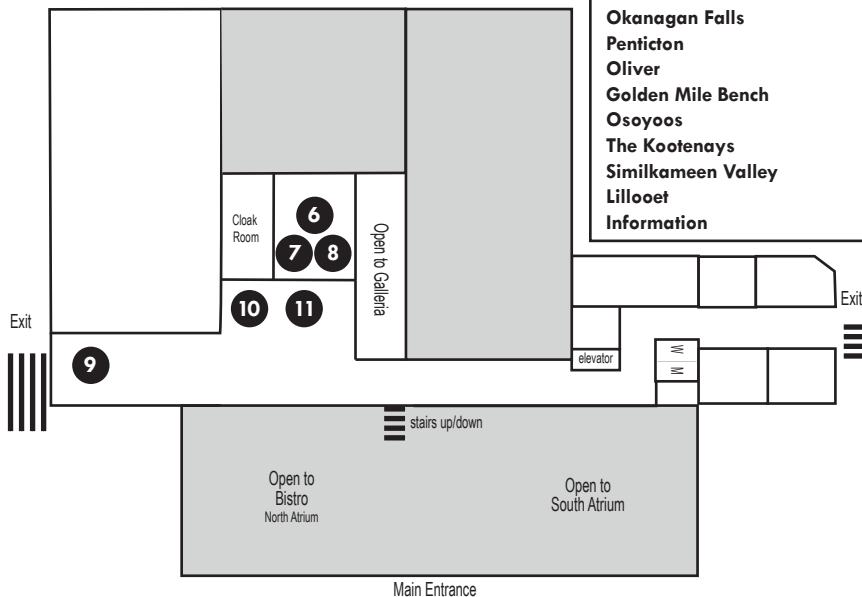 Okanagan Falls
Penticton
Oliver
Golden Mile Bench
Osoyoos
The Kootenays
Similkameen Valley
Lillooet
Information
Cloak
Room
6
7
8
Open to Galleria
10
11
Exit
9
Exit
elevator
W
M
stairs up/down
Open to
Bistro
North Atrium
Open to
South Atrium
Main Entrance